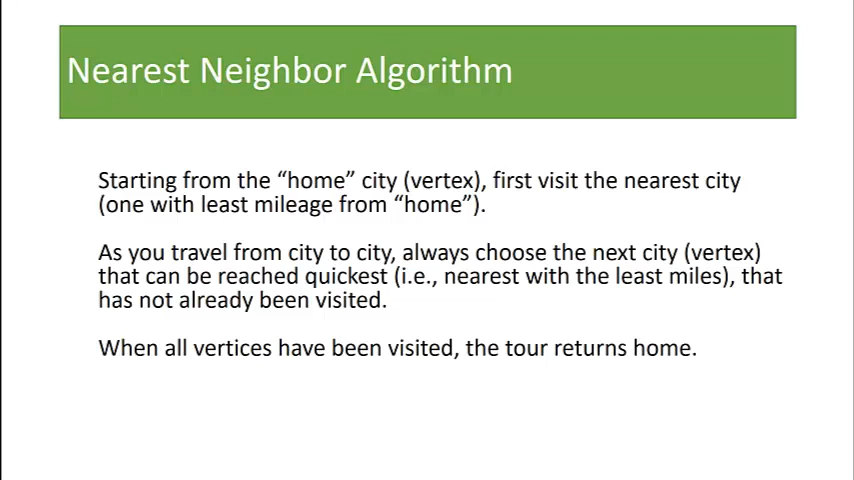 Nearest Neighbor Algorithm
Starting from the “home” city (vertex), first visit the nearest city
(one with least mileage from “home”).
As you travel from city to city, always choose the next city (vertex)
that can be reached quickest (i.e., nearest with the least miles), that
has not already been visited.
When all vertices have been visited, the tour returns home.